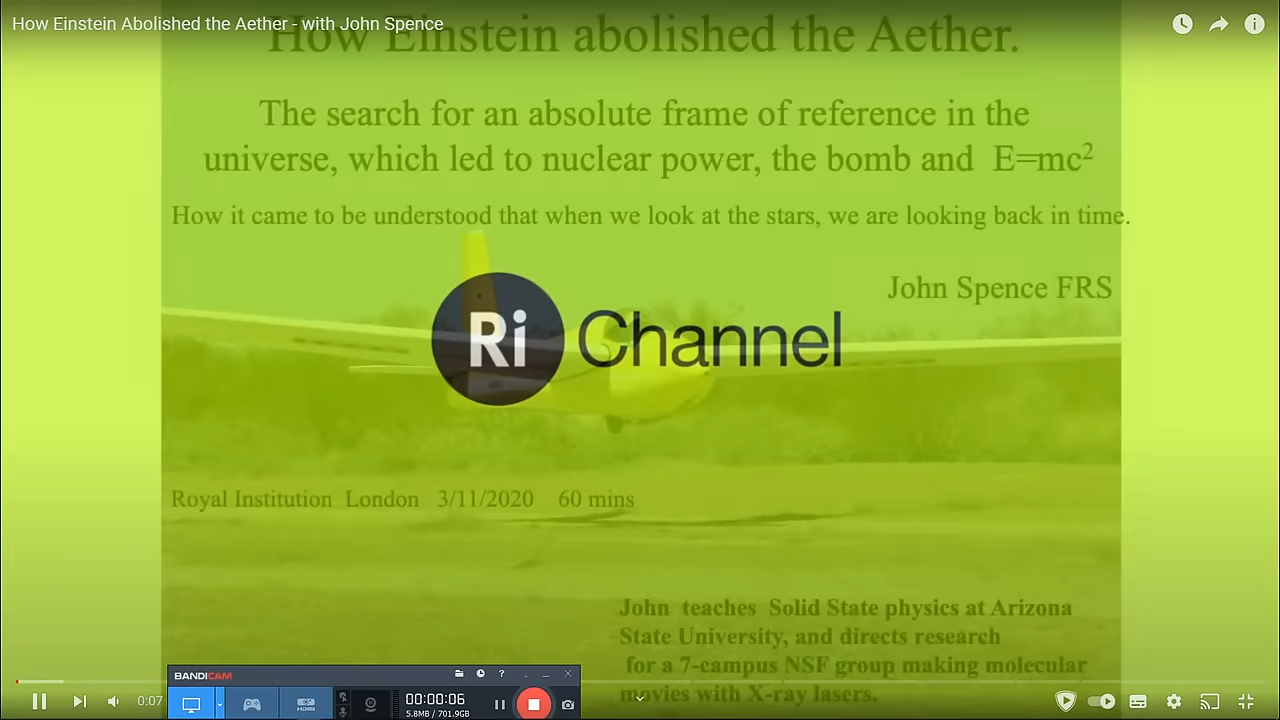 How Einstein Abolished the Aether - with John Spence
How Einstein abolished the Aether.
The search for an absolute frame of reference in the
universe, which led to nuclear power, the bomb and E=mc²
How it came to be understood that when we look at the stars, we are looking back in time.
John Spence FRS
Ri Channel
Royal Institution London 3/11/2020 60 mins
John teaches Solid State physics at Arizona
State University, and directs research
for a 7-campus NSF group making molecular
movies with X-ray lasers.
BANDICAM
0:07
HDMI
00:00:06
5.8MB / 701.9GB